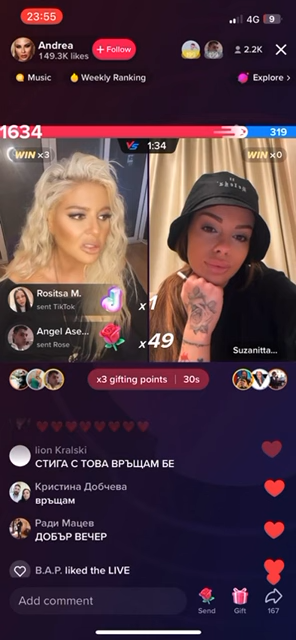 23:55
4G 9
Andrea
149.3K likes
+ Follow
2.2K
Music
Weekly Ranking
Explore >
1634
319
WIN x3
VS 1:34
WIN x0
Rositsa M.
sent TikTok
x1
Angel Ase...
sent Rose
x49
Suzanitta...
x3 gifting points | 30s
lion Kralski
СТИГА С ТОВА ВРЪЩАМ БЕ
Кристина Добчева
връщам
Ради Мацев
ДОБЪР ВЕЧЕР
B.A.P. liked the LIVE
Add comment
Send
Gift
167